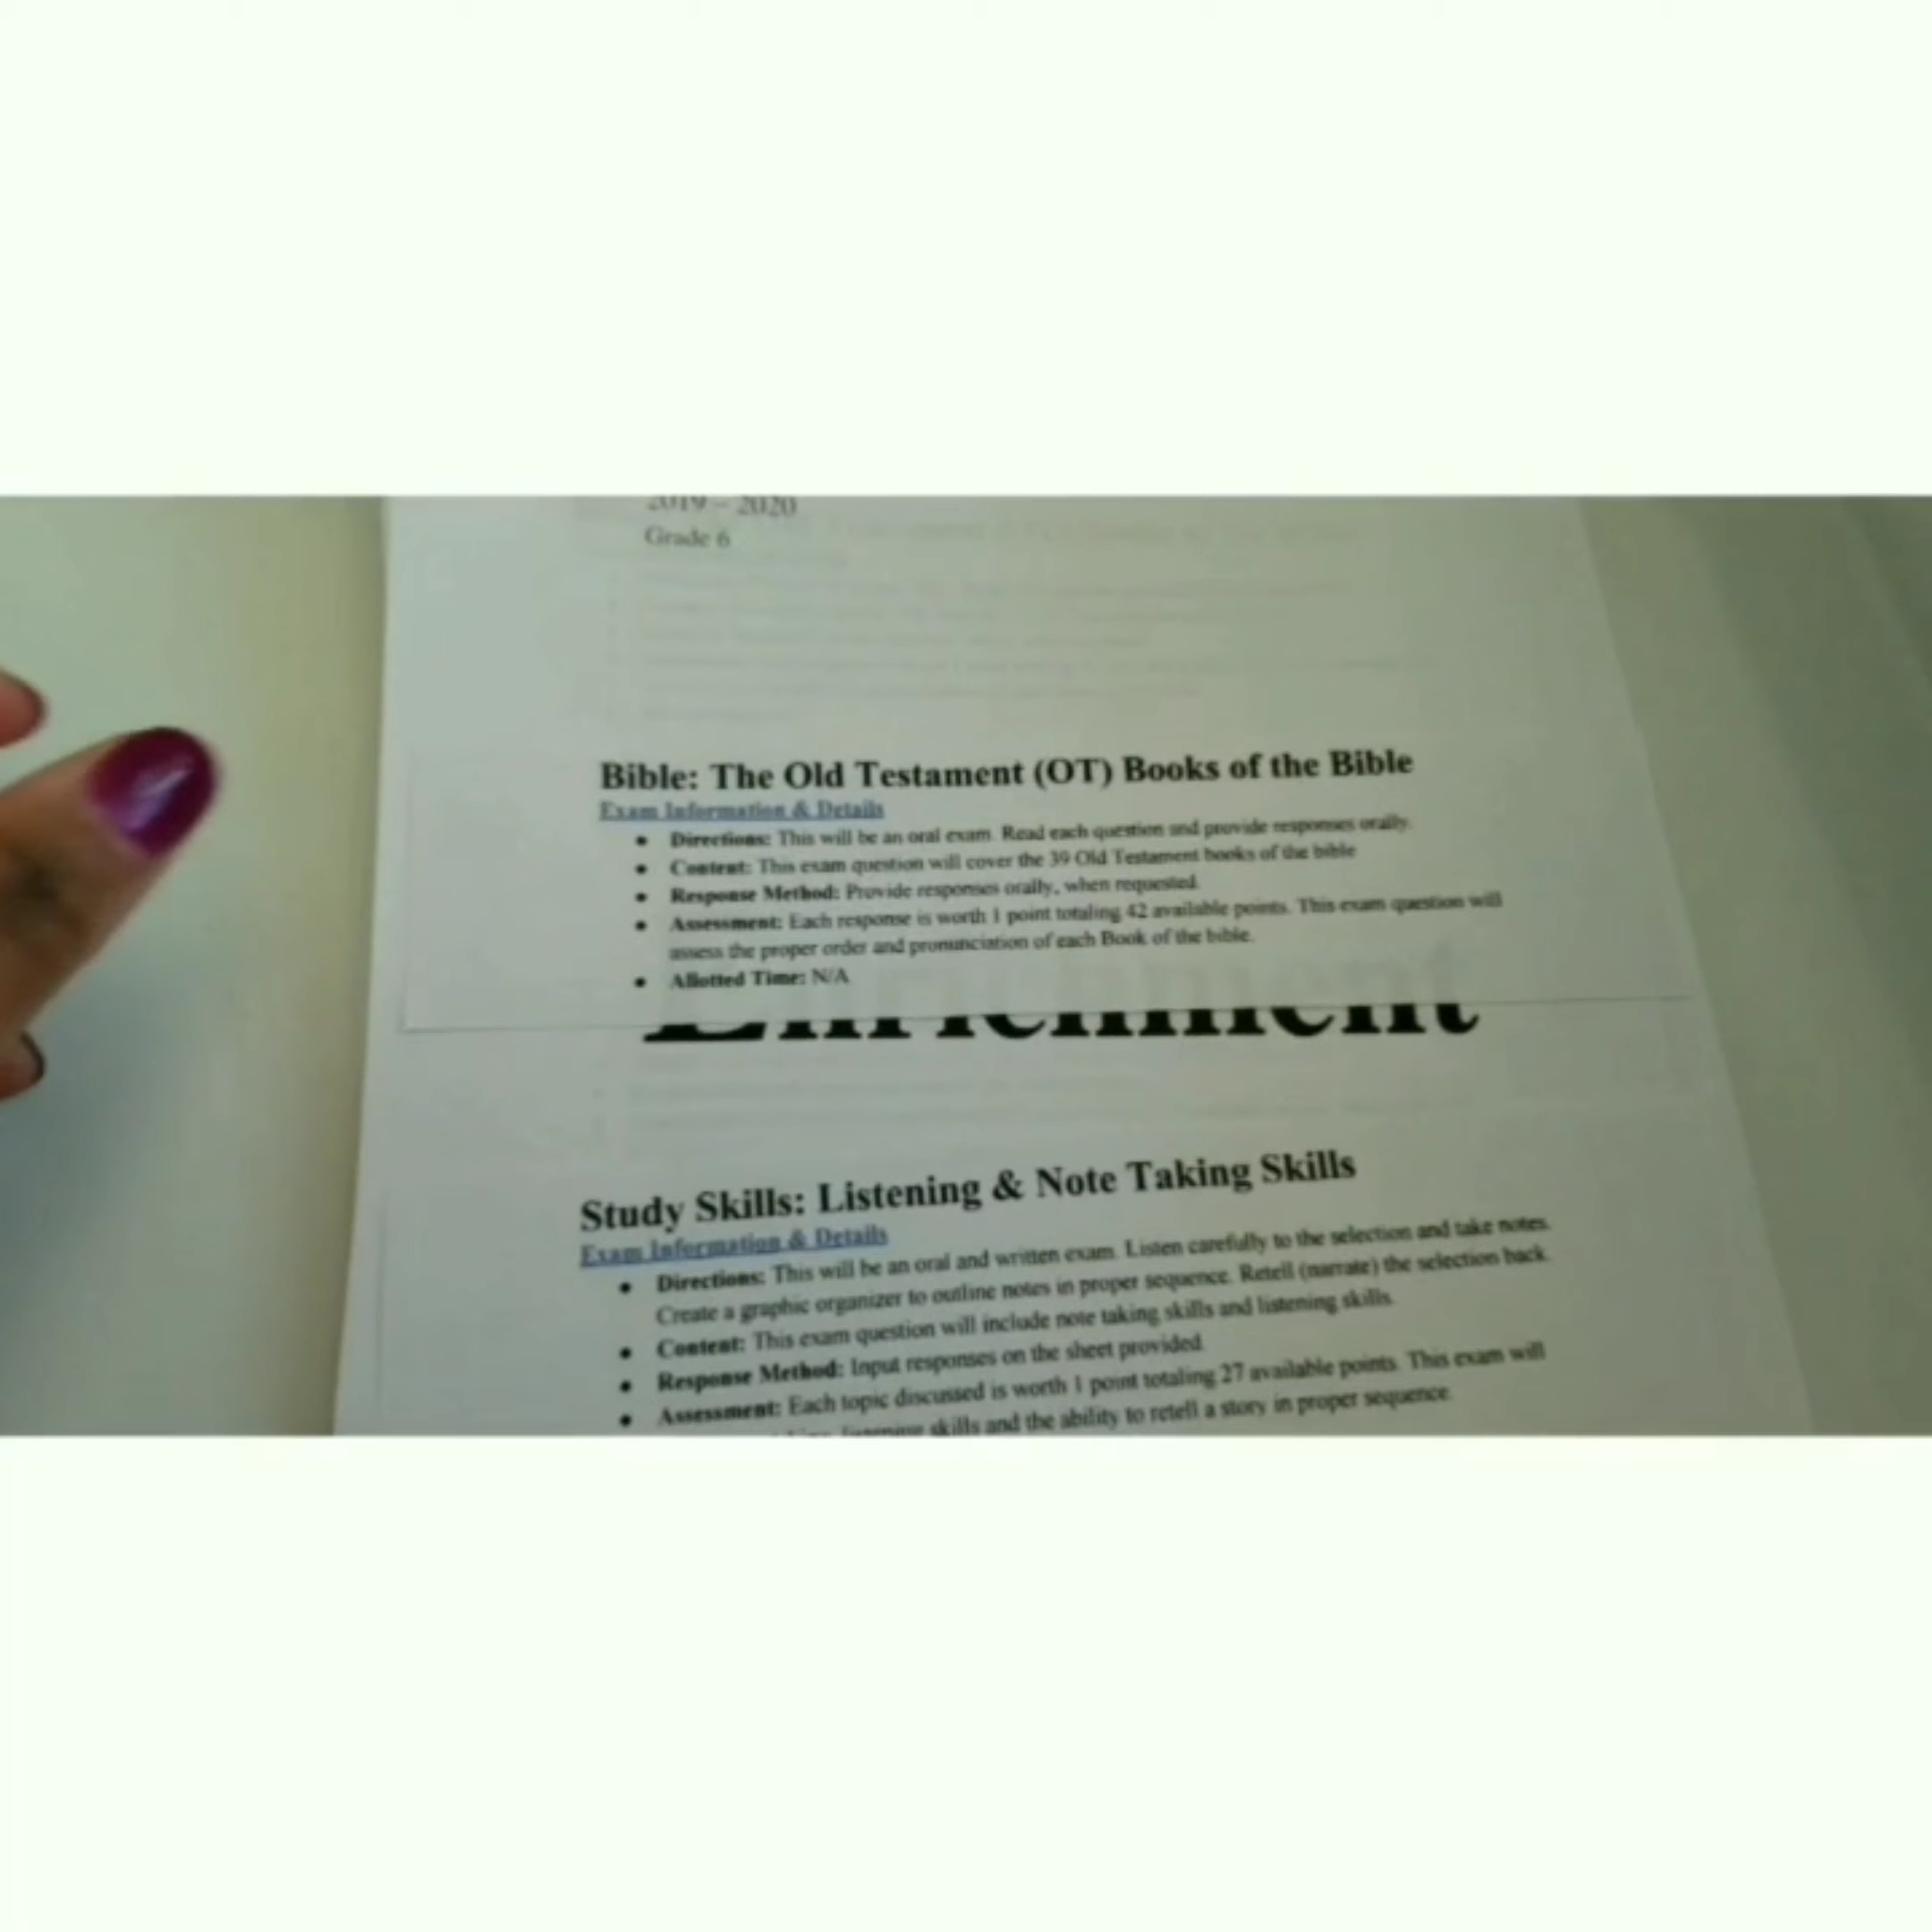 2019 – 2020
Grade 6
Bible: The Old Testament (OT) Books of the Bible
Exam Information & Details
• Directions: This will be an oral exam. Read each question and provide responses orally.
• Content: This exam question will cover the 39 Old Testament books of the bible
• Response Method: Provide responses orally, when requested.
• Assessment: Each response is worth 1 point totaling 42 available points. This exam question will
assess the proper order and pronunciation of each Book of the bible.
• Allotted Time: N/A
Enrichment
Study Skills: Listening & Note Taking Skills
Exam Information & Details
• Directions: This will be an oral and written exam. Listen carefully to the selection and take notes.
Create a graphic organizer to outline notes in proper sequence. Retell (narrate) the selection back.
• Content: This exam question will include note taking skills and listening skills.
• Response Method: Input responses on the sheet provided.
• Assessment: Each topic discussed is worth 1 point totaling 27 available points. This exam will
listening skills and the ability to retell a story in proper sequence.